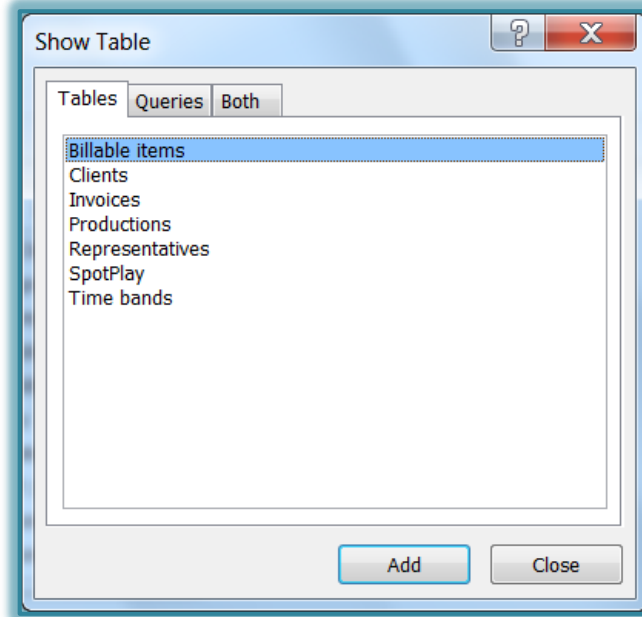 Show Table
Tables Queries Both
Billable items
Clients
Invoices
Productions
Representatives
SpotPlay
Time bands
Add Close